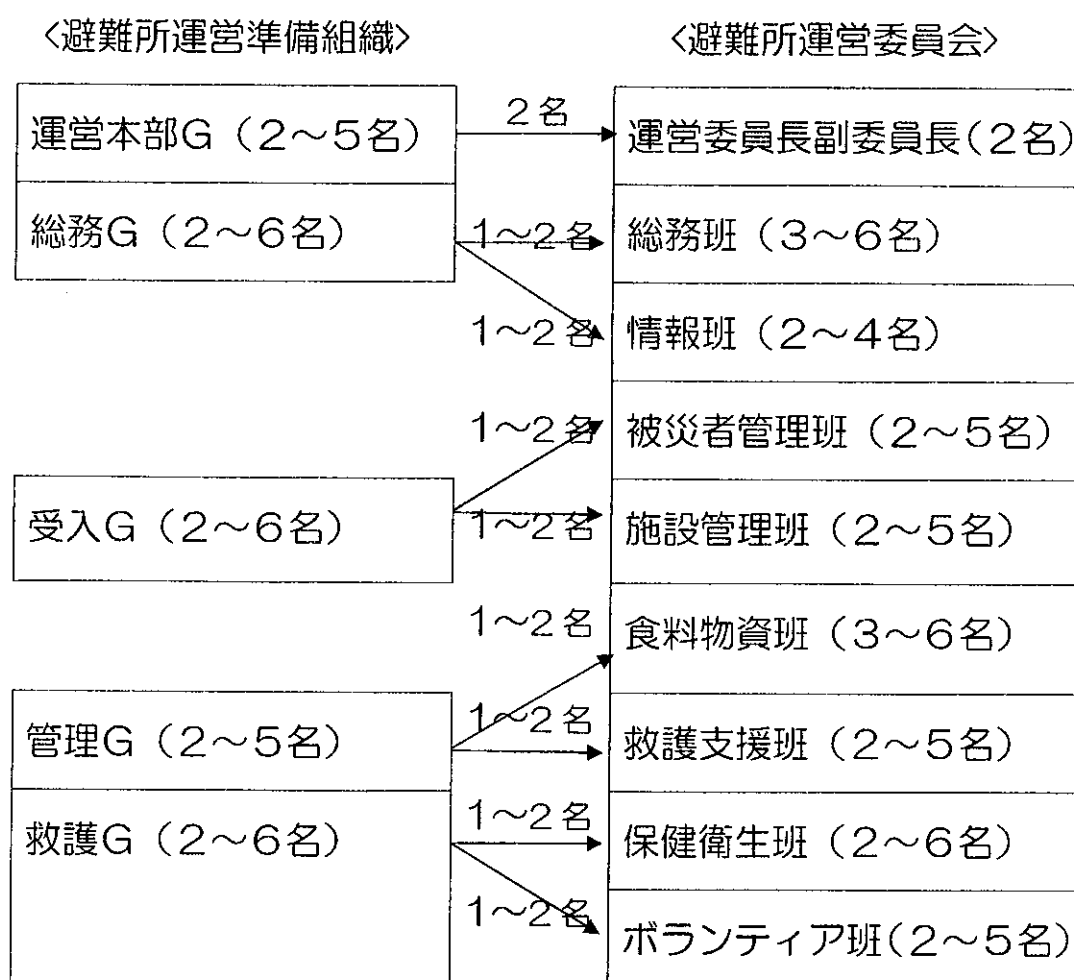 <避難所運営準備組織>
<避難所運営委員会>
運営本部G（2～5名）
2名
運営委員長副委員長(2名)
総務G（2～6名）
1～2名
総務班（3～6名）
1～2名
情報班（2～4名）
1～2名
被災者管理班（2～5名）
受入G（2～6名）
1～2名
施設管理班（2～5名）
1～2名
食料物資班（3～6名）
管理G（2～5名）
1～2名
救護支援班（2～5名）
救護G（2～6名）
1～2名
保健衛生班（2～6名）
1～2名
ボランティア班(2～5名)